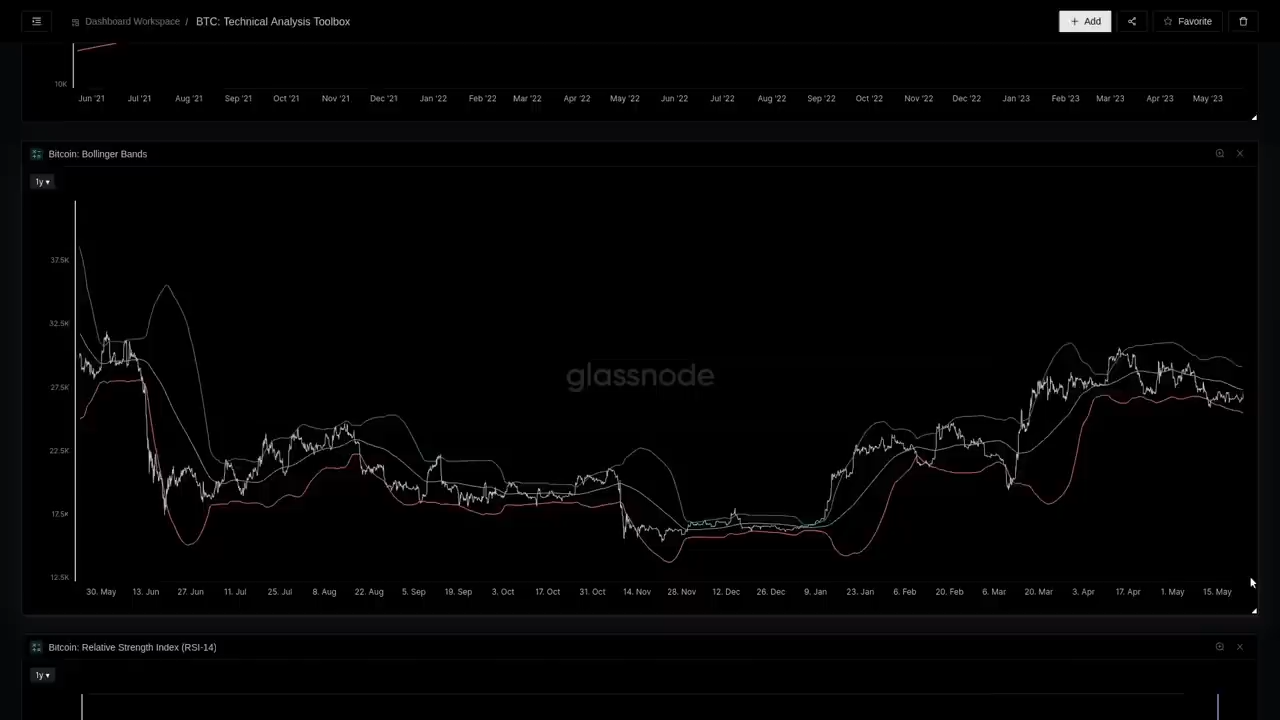 Dashboard Workspace / BTC: Technical Analysis Toolbox
+ Add
Favorite
10K
Jun '21 Jul '21 Aug '21 Sep '21 Oct '21 Nov '21 Dec '21 Jan '22 Feb '22 Mar '22 Apr '22 May '22 Jun '22 Jul '22 Aug '22 Sep '22 Oct '22 Nov '22 Dec '22 Jan '23 Feb '23 Mar '23 Apr '23 May '23
Bitcoin: Bollinger Bands
1y ▾
37.5K
32.5K
27.5K
22.5K
17.5K
12.5K
glassnode
30. May 13. Jun 27. Jun 11. Jul 25. Jul 8. Aug 22. Aug 5. Sep 19. Sep 3. Oct 17. Oct 31. Oct 14. Nov 28. Nov 12. Dec 26. Dec 9. Jan 23. Jan 6. Feb 20. Feb 6. Mar 20. Mar 3. Apr 17. Apr 1. May 15. May
Bitcoin: Relative Strength Index (RSI-14)
1y ▾